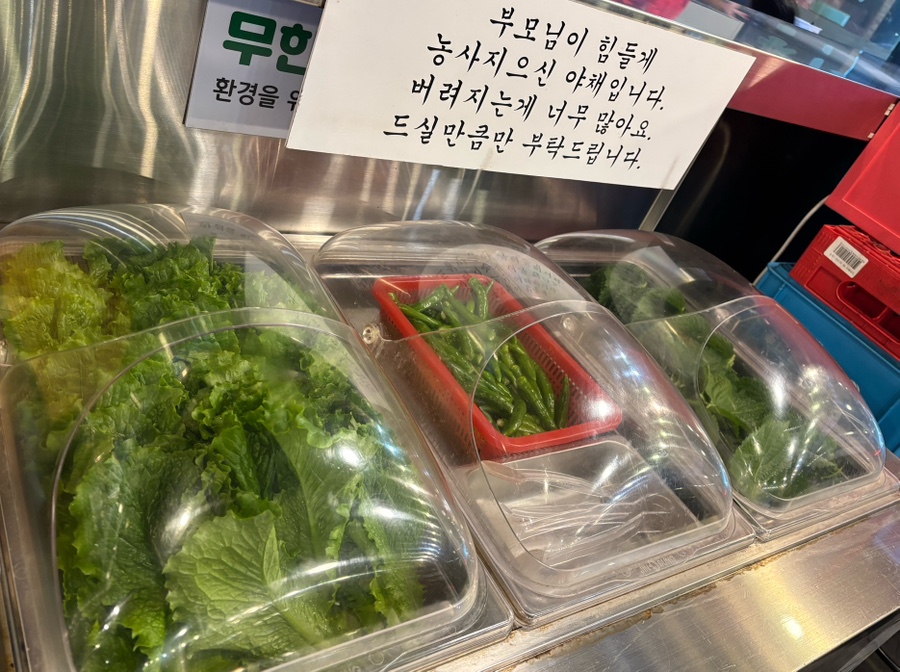 무한
환경을
부모님이 힘들게
농사지으신 야채입니다.
버려지는게 너무 많아요.
드실만큼만 부탁드립니다.